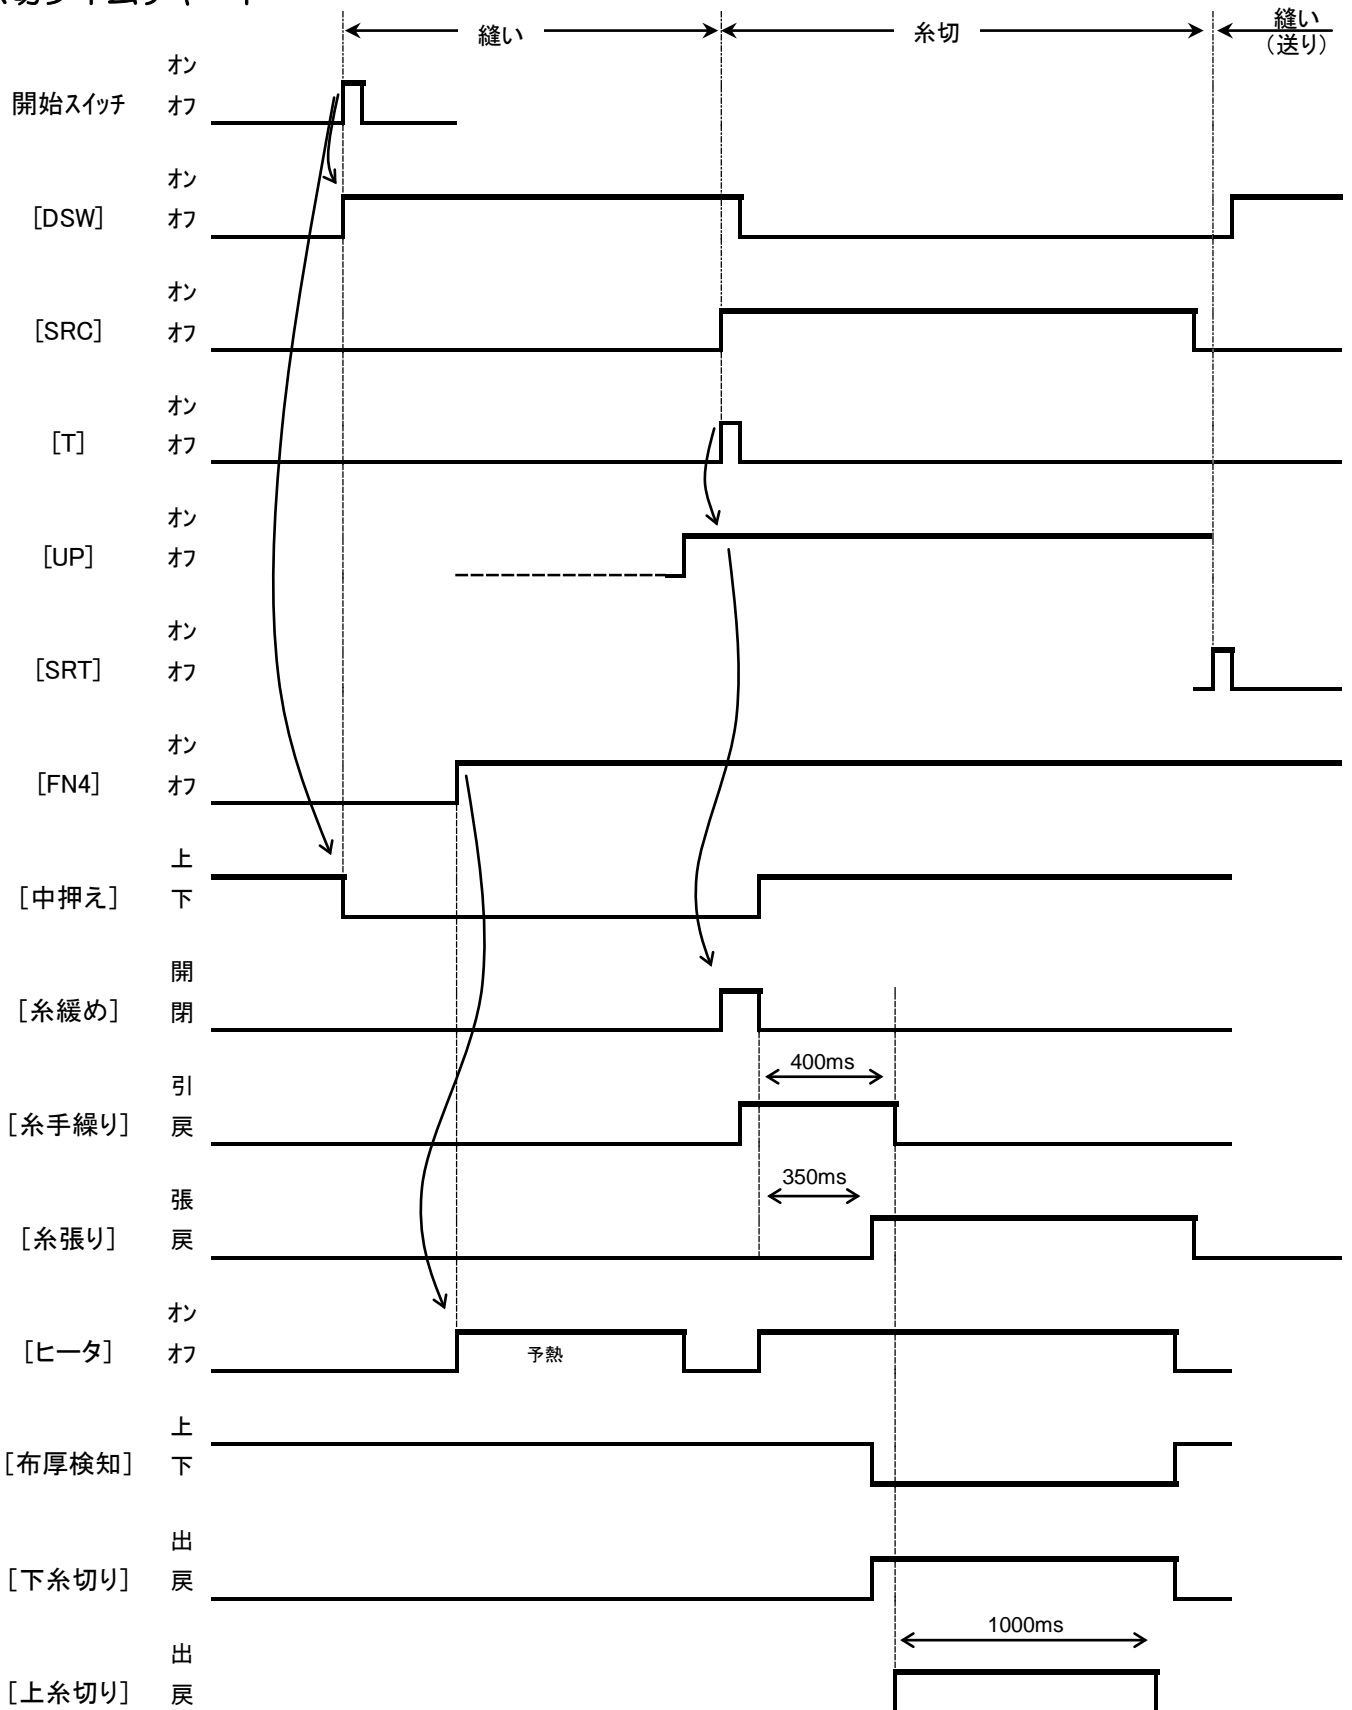 縫い 糸切 縫い
(送り)
オン
開始スイッチ オフ
オン
[DSW] オフ
オン
[SRC] オフ
オン
[T] オフ
オン
[UP] オフ
オン
[SRT] オフ
オン
[FN4] オフ
上
[中押え] 下
開
[糸緩め] 閉
400ms
引
[糸手繰り] 戻
350ms
張
[糸張り] 戻
オン
[ヒータ] オフ 予熱
上
[布厚検知] 下
出
[下糸切り] 戻
1000ms
出
[上糸切り] 戻